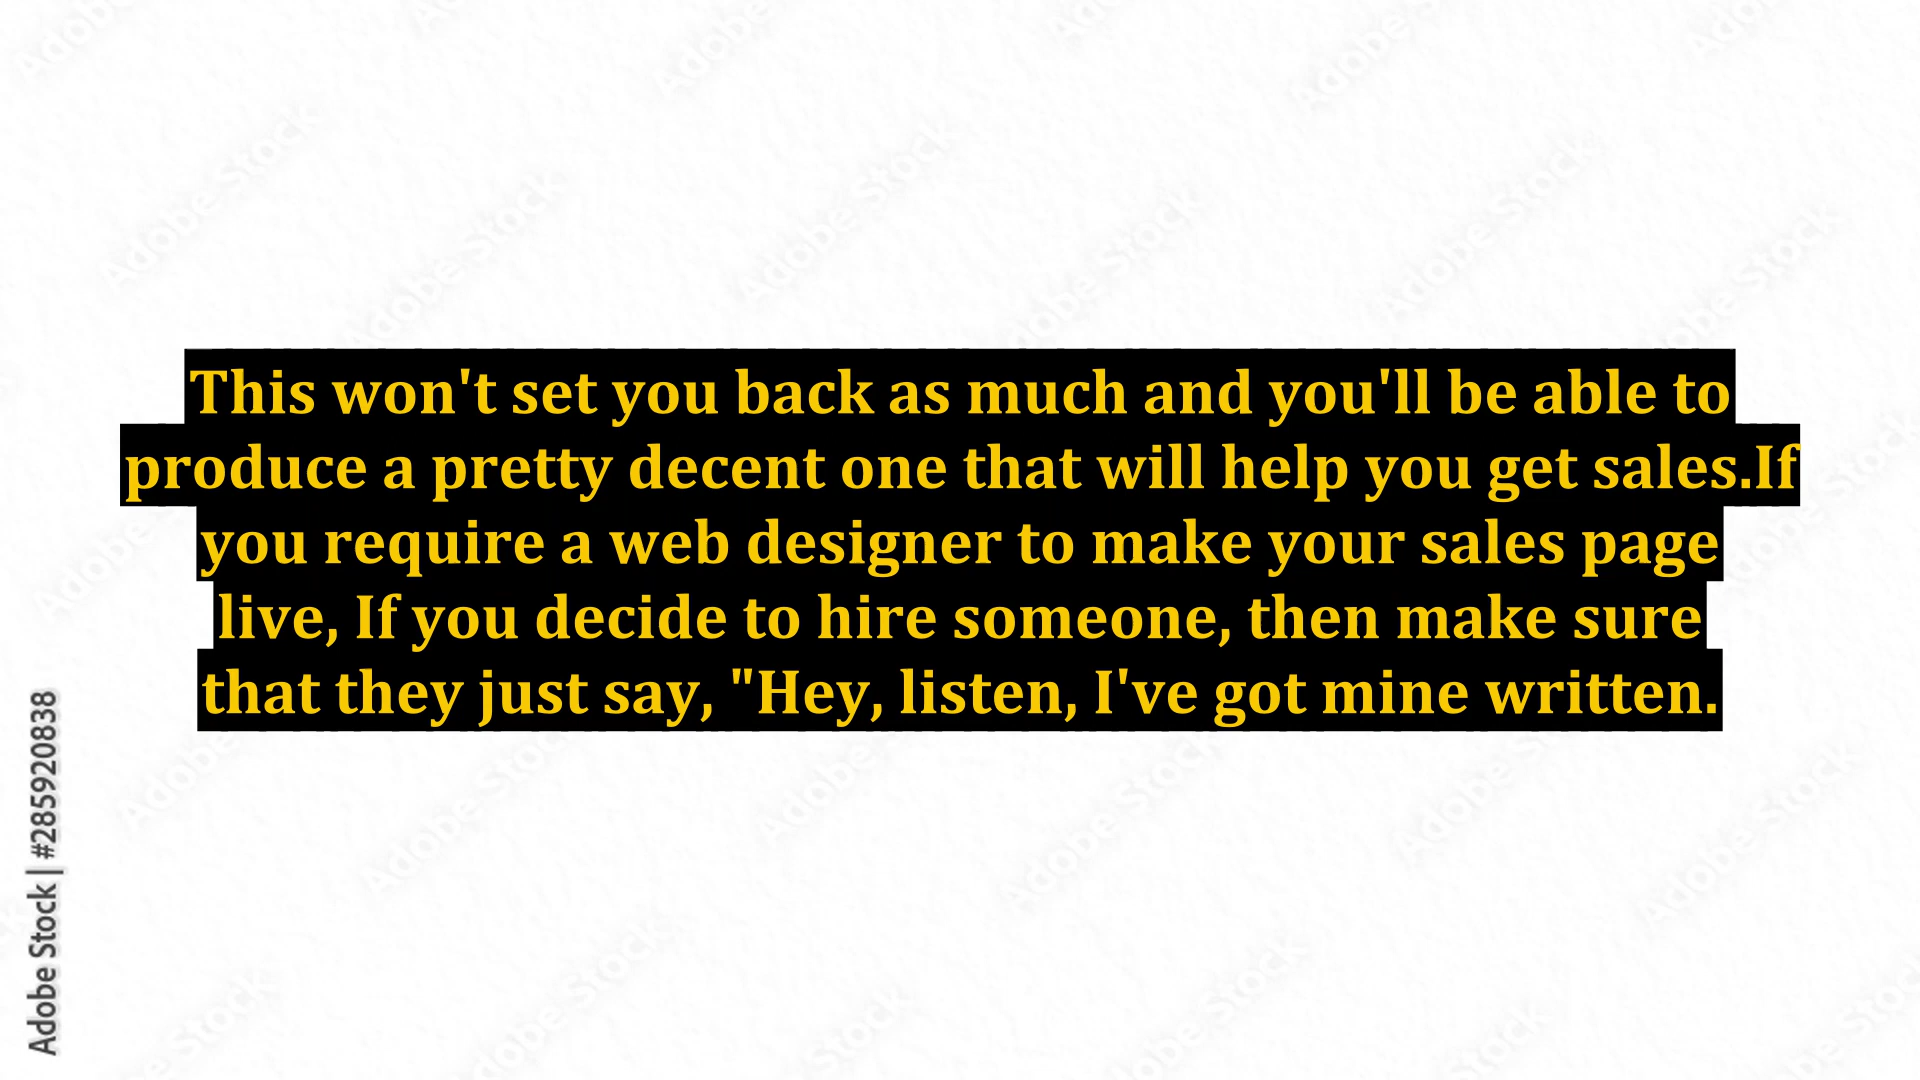 This won't set you back as much and you'll be able to
produce a pretty decent one that will help you get sales.If
you require a web designer to make your sales page
live, If you decide to hire someone, then make sure
that they just say, "Hey, listen, I've got mine written.
Adobe Stock | #285920838
Adobe Stock